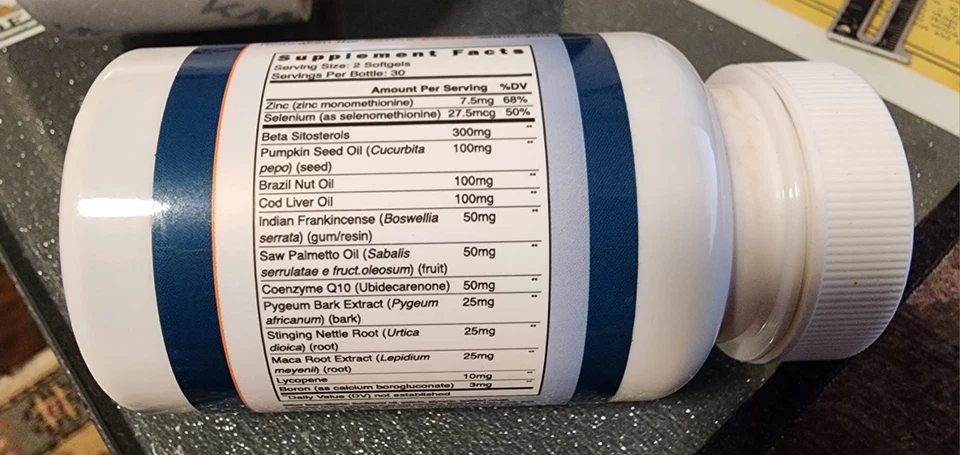 Supplement Facts
Serving Size: 2 Softgels
Servings Per Bottle: 30
Amount Per Serving %DV
Zinc (zinc monomethionine) 7.5mg 68%
Selenium (as selenomethionine) 27.5mcg 50%
Beta Sitosterols 300mg **
Pumpkin Seed Oil (Cucurbita 100mg **
pepo) (seed)
Brazil Nut Oil 100mg **
Cod Liver Oil 100mg **
Indian Frankincense (Boswellia 50mg **
serrata) (gum/resin)
Saw Palmetto Oil (Sabalis 50mg **
serrulatae e fruct.oleosum) (fruit)
Coenzyme Q10 (Ubidecarenone) 50mg **
Pygeum Bark Extract (Pygeum 25mg **
africanum) (bark)
Stinging Nettle Root (Urtica 25mg **
dioica) (root)
Maca Root Extract (Lepidium 25mg **
meyenii) (root)
Lycopene 10mg **
Boron (as calcium borogluconate) 3mg **
**Daily Value (DV) not established